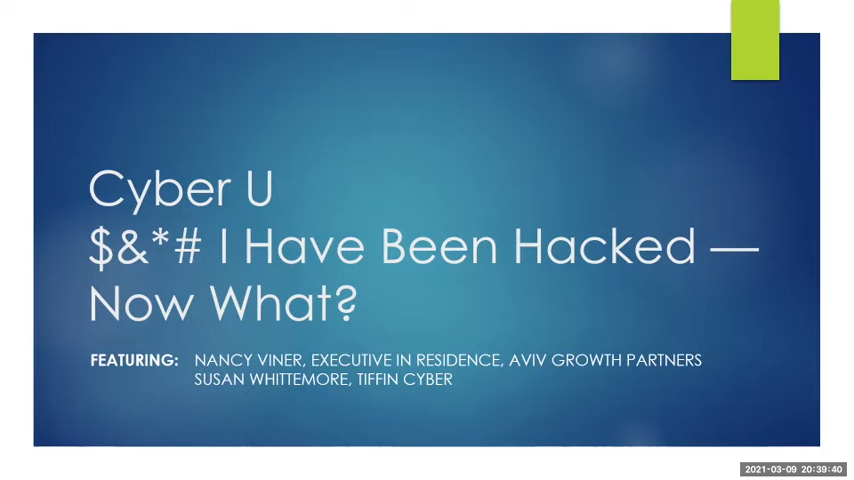 Cyber U
$&*# I Have Been Hacked —
Now What?
FEATURING: NANCY VINER, EXECUTIVE IN RESIDENCE, AVIV GROWTH PARTNERS
SUSAN WHITTEMORE, TIFFIN CYBER
2021-03-09 20:39:40